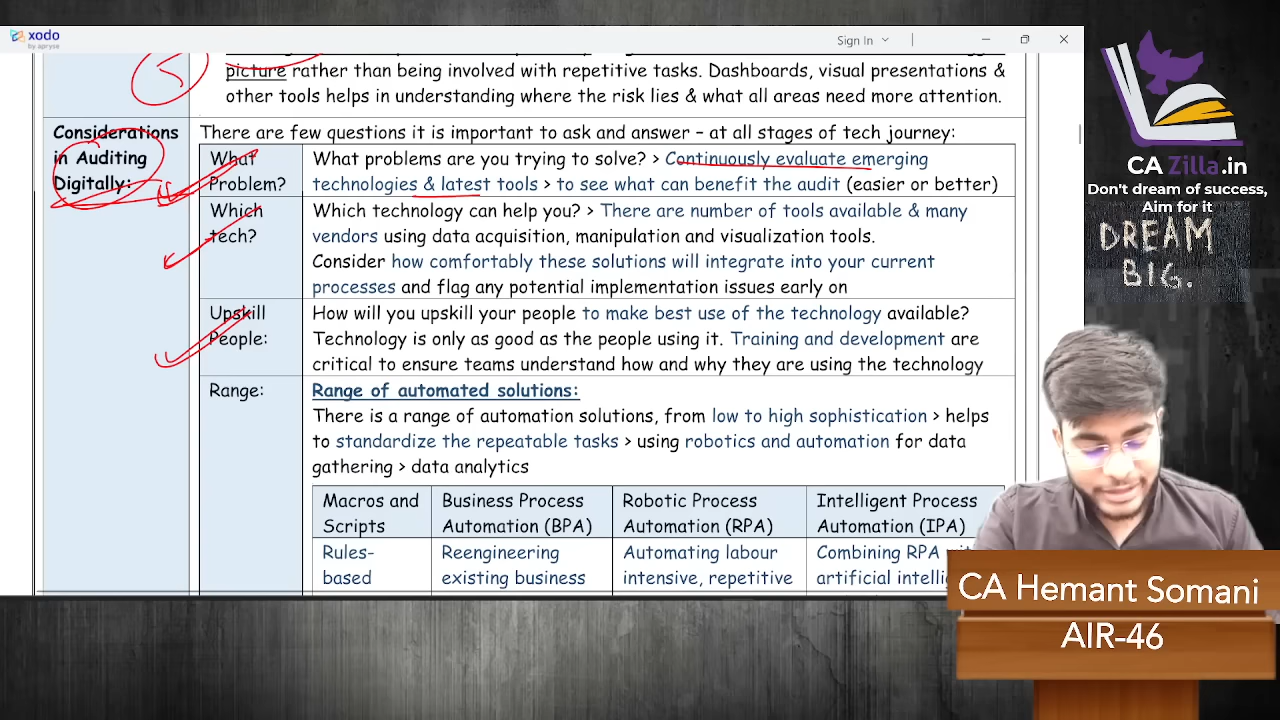 xodo
by apryse
Sign In
picture rather than being involved with repetitive tasks. Dashboards, visual presentations &
other tools helps in understanding where the risk lies & what all areas need more attention.
Considerations in Auditing Digitally:
There are few questions it is important to ask and answer – at all stages of tech journey:
What Problem?
What problems are you trying to solve? > Continuously evaluate emerging
technologies & latest tools > to see what can benefit the audit (easier or better)
Which tech?
Which technology can help you? > There are number of tools available & many
vendors using data acquisition, manipulation and visualization tools.
Consider how comfortably these solutions will integrate into your current
processes and flag any potential implementation issues early on
Upskill People:
How will you upskill your people to make best use of the technology available?
Technology is only as good as the people using it. Training and development are
critical to ensure teams understand how and why they are using the technology
Range:
Range of automated solutions:
There is a range of automation solutions, from low to high sophistication > helps
to standardize the repeatable tasks > using robotics and automation for data
gathering > data analytics
Macros and Scripts
Business Process Automation (BPA)
Robotic Process Automation (RPA)
Intelligent Process Automation (IPA)
Rules-
based
Reengineering
existing business
Automating labour
intensive, repetitive
Combining RPA
artificial
CA Zilla.in
Don't dream of success,
Aim for it
DREAM
BIG.
CA Hemant Somani
AIR-46